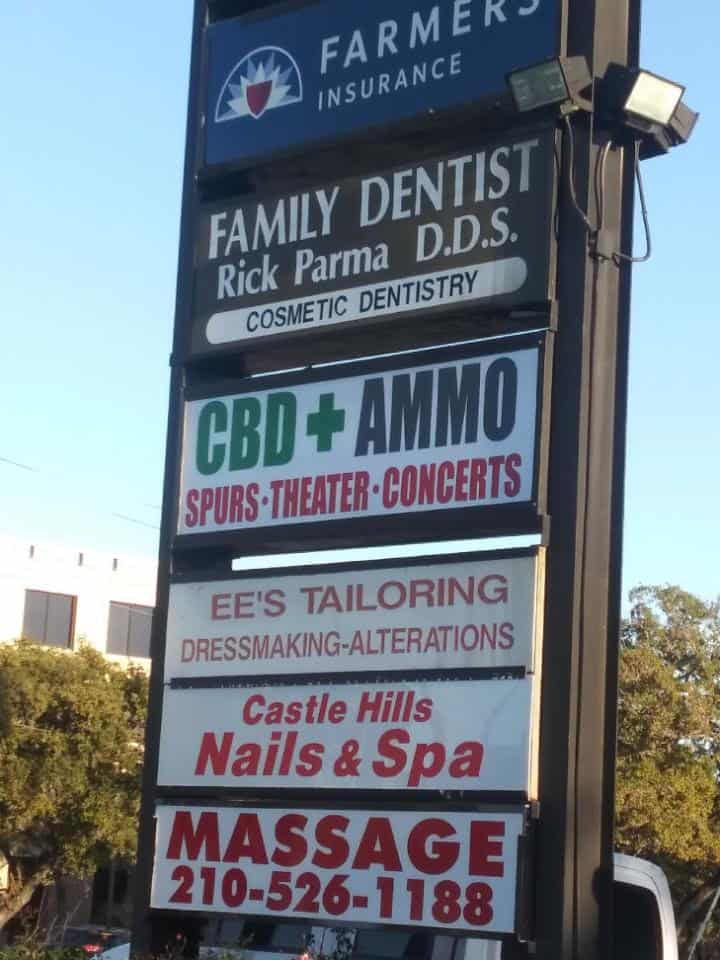 FARMERS
INSURANCE
FAMILY DENTIST
Rick Parma D.D.S.
COSMETIC DENTISTRY
CBD + AMMO
SPURS·THEATER·CONCERTS
EE'S TAILORING
DRESSMAKING-ALTERATIONS
Castle Hills
Nails & Spa
MASSAGE
210-526-1188